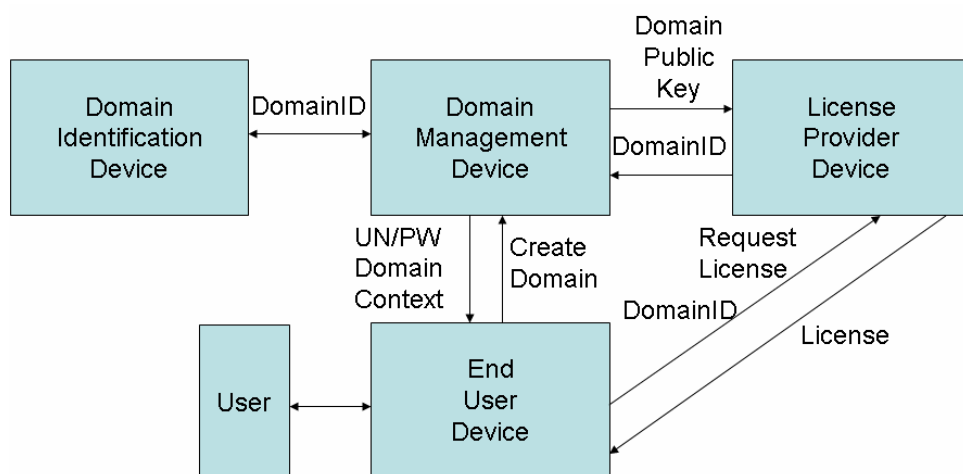 Domain
Identification
Device
DomainID
Domain
Management
Device
Domain
Public
Key
DomainID
License
Provider
Device
UN/PW
Domain
Context
Create
Domain
Request
License
DomainID
License
User
End
User
Device